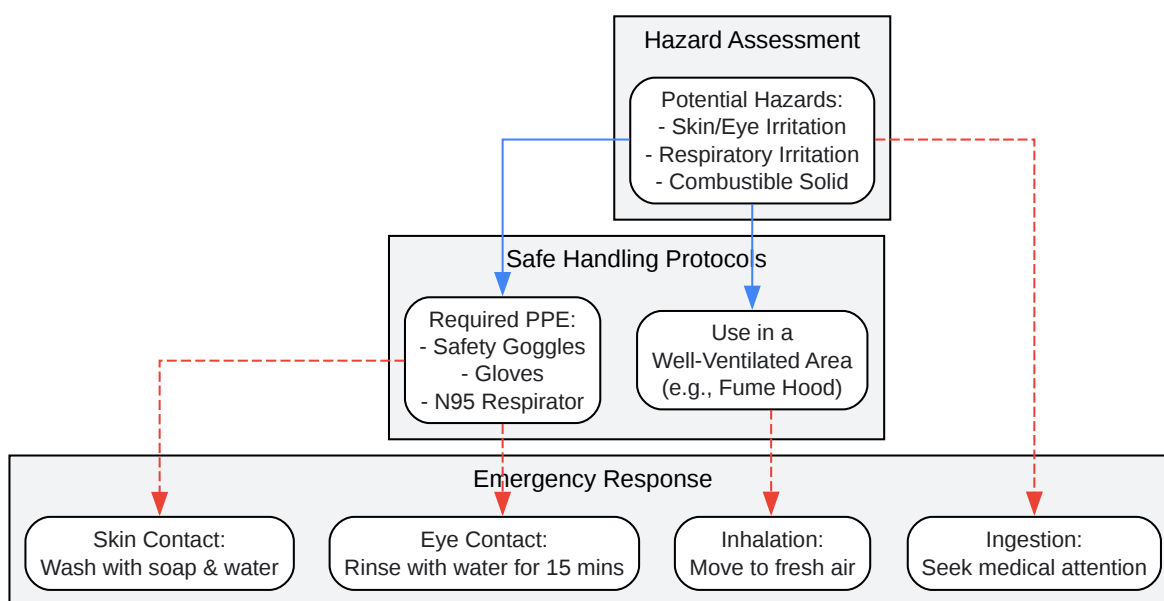 Hazard Assessment
Potential Hazards:
- Skin/Eye Irritation
- Respiratory Irritation
- Combustible Solid
Safe Handling Protocols
Required PPE:
- Safety Goggles
- Gloves
- N95 Respirator
Use in a
Well-Ventilated Area
(e.g., Fume Hood)
Emergency Response
Skin Contact:
Wash with soap & water
Eye Contact:
Rinse with water for 15 mins
Inhalation:
Move to fresh air
Ingestion:
Seek medical attention